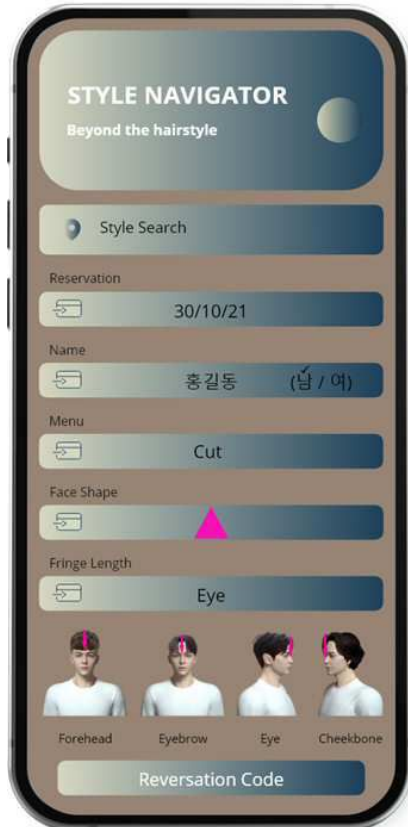 STYLE NAVIGATOR
Beyond the hairstyle
Style Search
Reservation
30/10/21
Name
홍길동 (남 / 여)
Menu
Cut
Face Shape
Fringe Length
Eye
Forehead Eyebrow Eye Cheekbone
Reversation Code